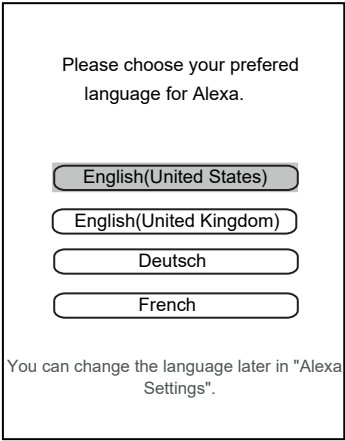 Please choose your prefered
language for Alexa.
English(United States)
English(United Kingdom)
Deutsch
French
You can change the language later in "Alexa
Settings".